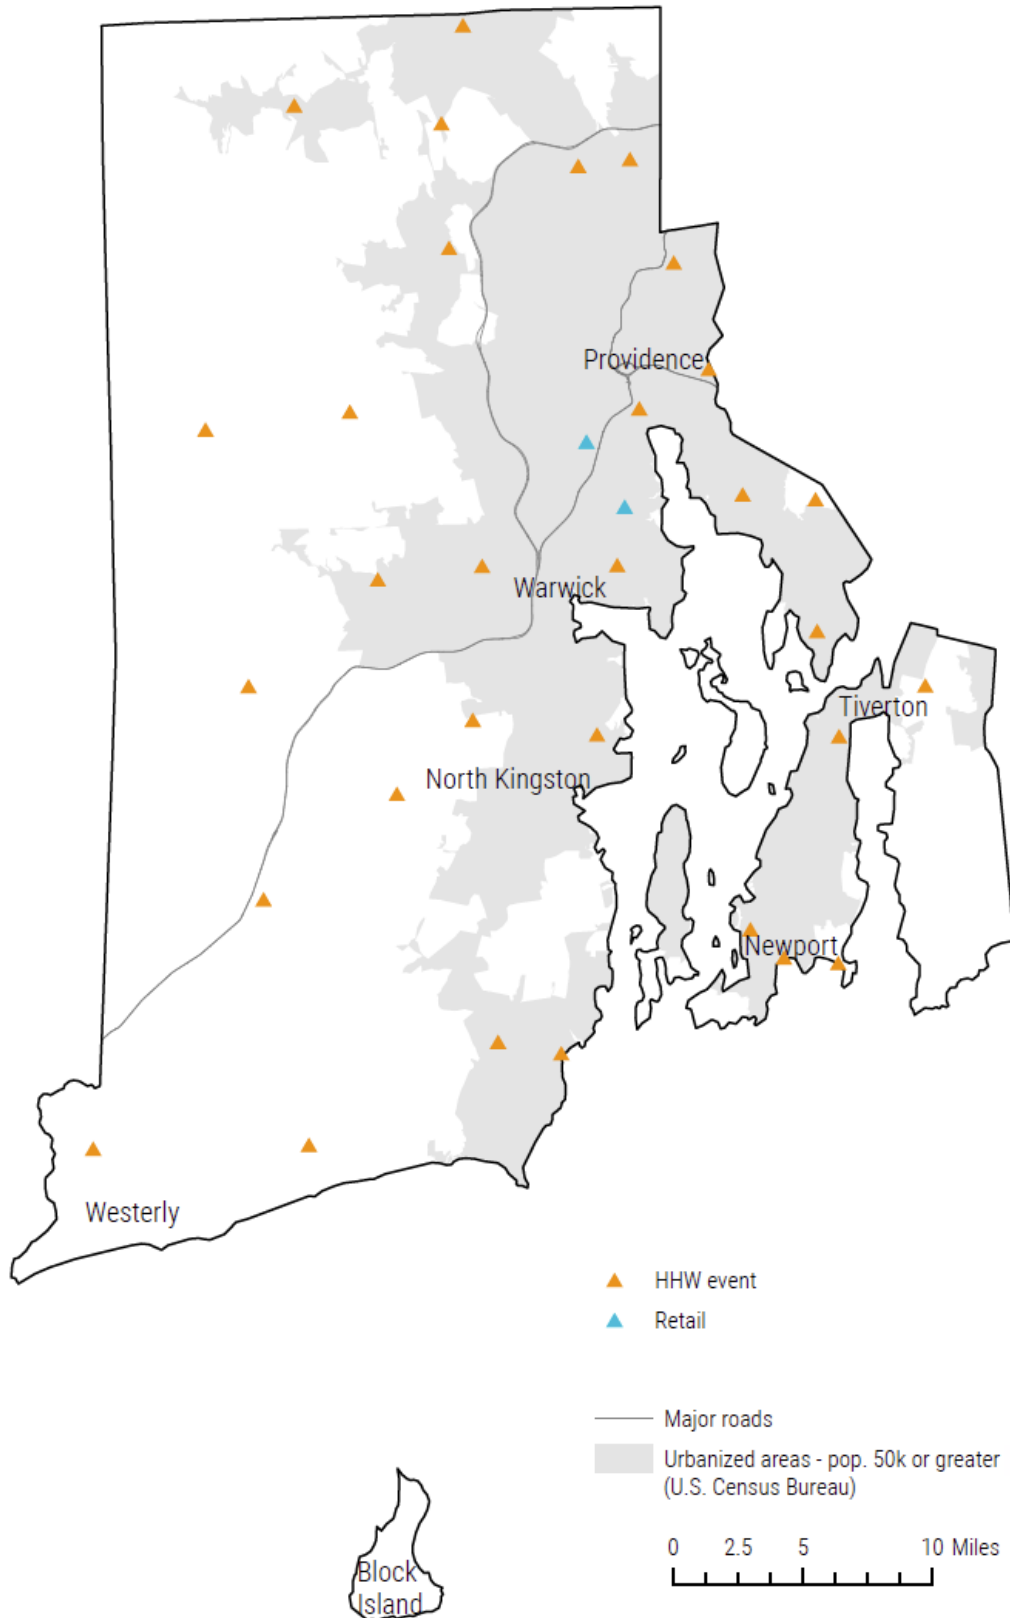 Providence
Warwick
Tiverton
North Kingston
Newport
Westerly
HHW event
Retail
Major roads
Urbanized areas - pop. 50k or greater
(U.S. Census Bureau)
0 2.5 5 10 Miles
Block
Island